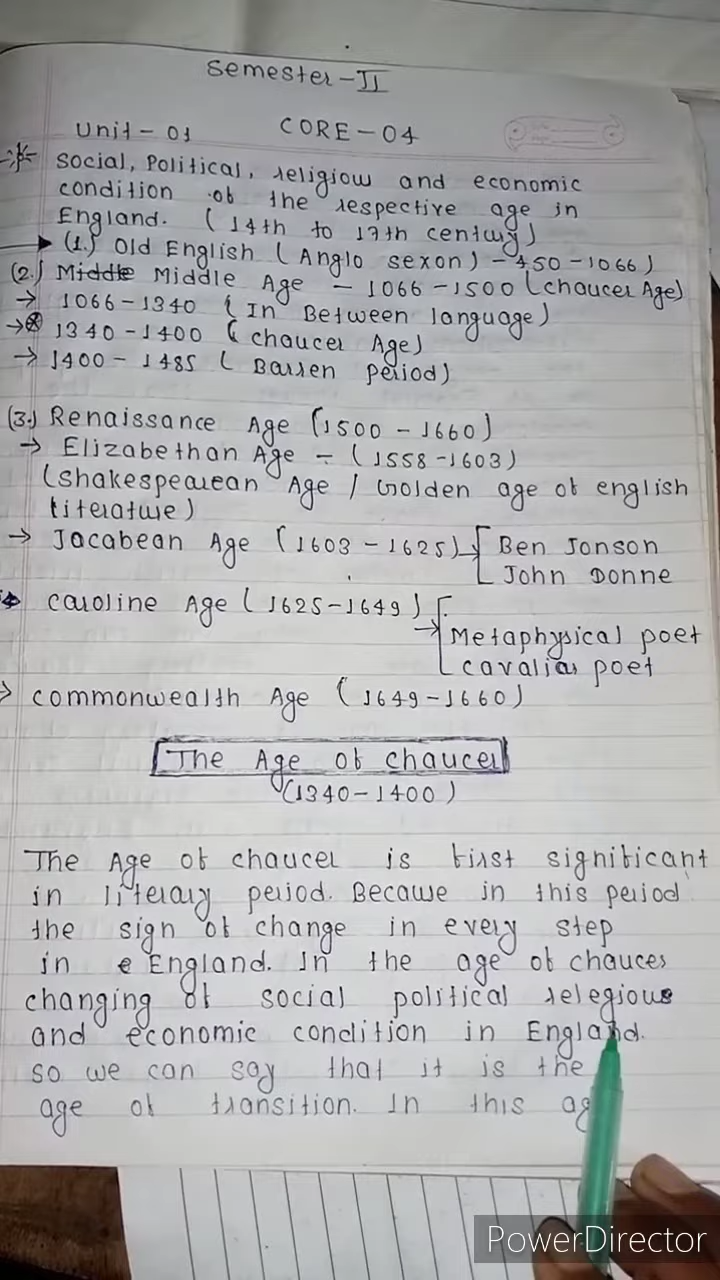 Semester-II
Unit-01 CORE-04
Social, Political, religiow and economic
condition of the respective age in
England. (14th to 17th century)
(1.) Old English (Anglo sexon) - 450-1066)
(2.) Middle Middle Age - 1066-1500 (Chaucer Age)
→ 1066-1340 (In Between language)
→ 1340-1400 (Chaucer Age)
→ 1400-1485 (Barren period)
(3.) Renaissance Age (1500-1660)
→ Elizabethan Age - (1558-1603)
(Shakespearean Age / Golden age of english
literature)
→ Jacabean Age (1603-1625) → Ben Jonson
John Donne
Caroline Age (1625-1649)
→ Metaphysical poet
cavaliar poet
→ commonwealth Age (1649-1660)
The Age of Chaucer
(1340-1400)
The Age of chaucer is first significant
in literary period. Because in this period
the sign of change in every step
in e England. In the age of chauces
changing of social political relegious
and economic condition in England.
so we can say that it is the
age of transition. In this ag
PowerDirector